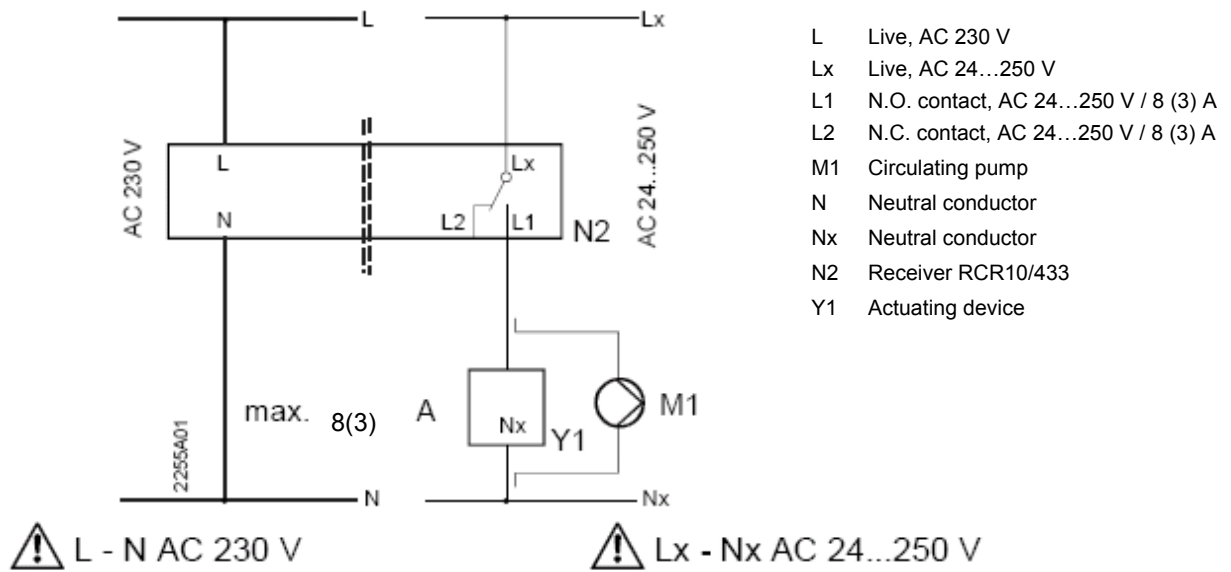 L
Lx
L Live, AC 230 V
Lx Live, AC 24…250 V
L1 N.O. contact, AC 24…250 V / 8 (3) A
L2 N.C. contact, AC 24…250 V / 8 (3) A
M1 Circulating pump
N Neutral conductor
Nx Neutral conductor
N2 Receiver RCR10/433
Y1 Actuating device
AC 230 V
L
N
Lx
L2
L1
N2
AC 24...250 V
max. 8(3) A
Nx
Y1
M1
2255A01
N
Nx
L - N AC 230 V
Lx - Nx AC 24...250 V